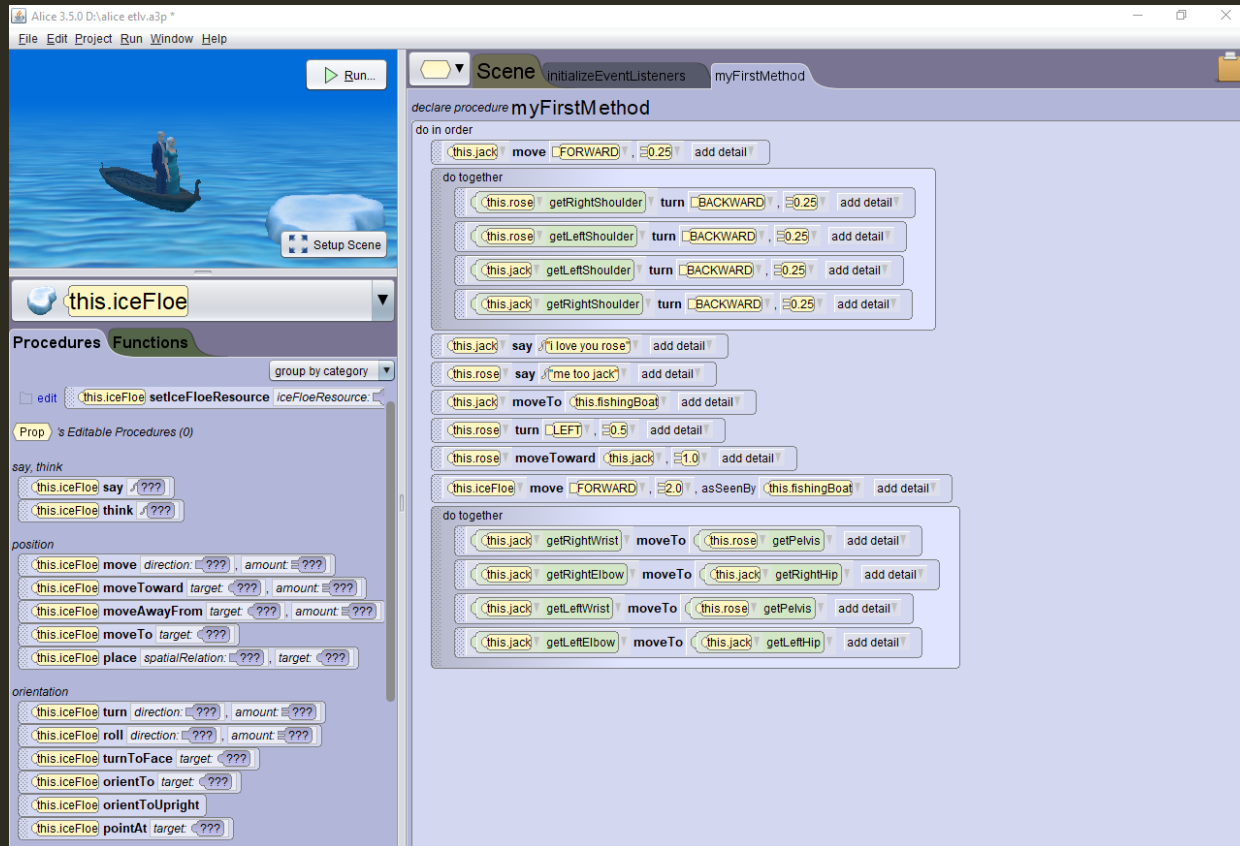 Alice 3.5.0 D:\alice etlv.a3p *
File Edit Project Run Window Help
Run...
Setup Scene
this.iceFloe
Procedures Functions
group by category
edit this.iceFloe setIceFloeResource iceFloeResource:
Prop 's Editable Procedures (0)
say, think
this.iceFloe say ???
this.iceFloe think ???
position
this.iceFloe move direction: ??? , amount: ???
this.iceFloe moveToward target: ??? , amount: ???
this.iceFloe moveAwayFrom target: ??? , amount: ???
this.iceFloe moveTo target: ???
this.iceFloe place spatialRelation: ??? , target: ???
orientation
this.iceFloe turn direction: ??? , amount: ???
this.iceFloe roll direction: ??? , amount: ???
this.iceFloe turnToFace target: ???
this.iceFloe orientTo target: ???
this.iceFloe orientToUpright
this.iceFloe pointAt target: ???
Scene initializeEventListeners myFirstMethod
declare procedure myFirstMethod
do in order
this.jack move FORWARD , 0.25 add detail
do together
this.rose getRightShoulder turn BACKWARD , 0.25 add detail
this.rose getLeftShoulder turn BACKWARD , 0.25 add detail
this.jack getLeftShoulder turn BACKWARD , 0.25 add detail
this.jack getRightShoulder turn BACKWARD , 0.25 add detail
this.jack say "i love you rose" add detail
this.rose say "me too jack" add detail
this.jack moveTo this.fishingBoat add detail
this.rose turn LEFT , 0.5 add detail
this.rose moveToward this.jack , 1.0 add detail
this.iceFloe move FORWARD , 2.0 , asSeenBy this.fishingBoat add detail
do together
this.jack getRightWrist moveTo this.rose getPelvis add detail
this.jack getRightElbow moveTo this.jack getRightHip add detail
this.jack getLeftWrist moveTo this.rose getPelvis add detail
this.jack getLeftElbow moveTo this.jack getLeftHip add detail